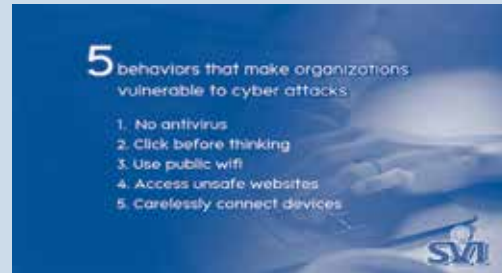 5 behaviors that make organizations
vulnerable to cyber attacks
1. No antivirus
2. Click before thinking
3. Use public wifi
4. Access unsafe websites
5. Carelessly connect devices
SVI